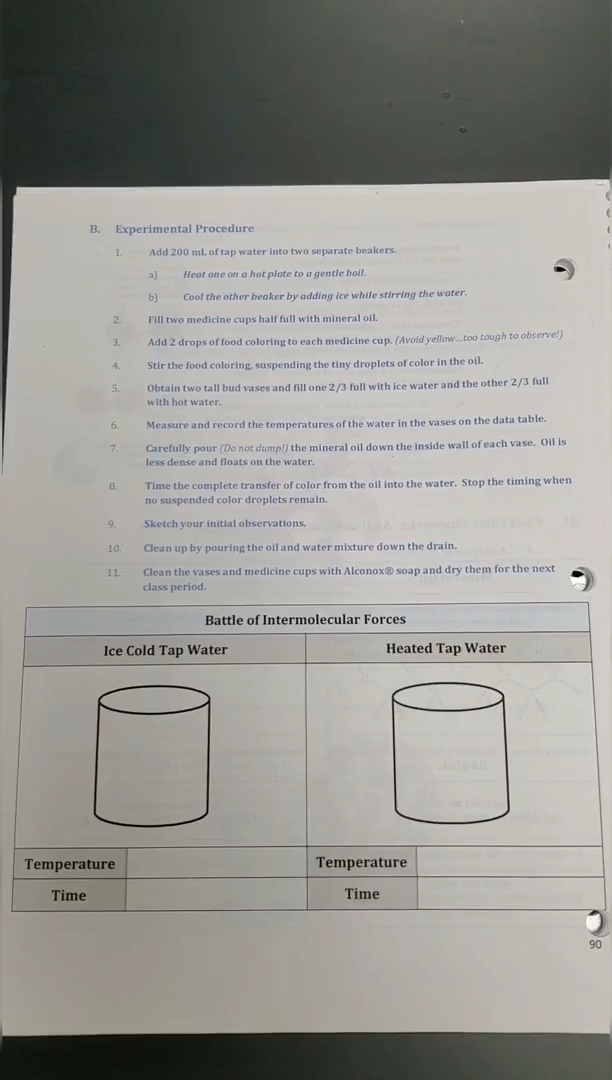 B. Experimental Procedure
1. Add 200 mL of tap water into two separate beakers.
a) Heat one on a hot plate to a gentle boil.
b) Cool the other beaker by adding ice while stirring the water.
2. Fill two medicine cups half full with mineral oil.
3. Add 2 drops of food coloring to each medicine cup. (Avoid yellow...too tough to observe!)
4. Stir the food coloring, suspending the tiny droplets of color in the oil.
5. Obtain two tall bud vases and fill one 2/3 full with ice water and the other 2/3 full
with hot water.
6. Measure and record the temperatures of the water in the vases on the data table.
7. Carefully pour (Do not dump!) the mineral oil down the inside wall of each vase. Oil is
less dense and floats on the water.
8. Time the complete transfer of color from the oil into the water. Stop the timing when
no suspended color droplets remain.
9. Sketch your initial observations.
10. Clean up by pouring the oil and water mixture down the drain.
11. Clean the vases and medicine cups with Alconox® soap and dry them for the next
class period.
Battle of Intermolecular Forces
Ice Cold Tap Water Heated Tap Water
Temperature Temperature
Time Time
90